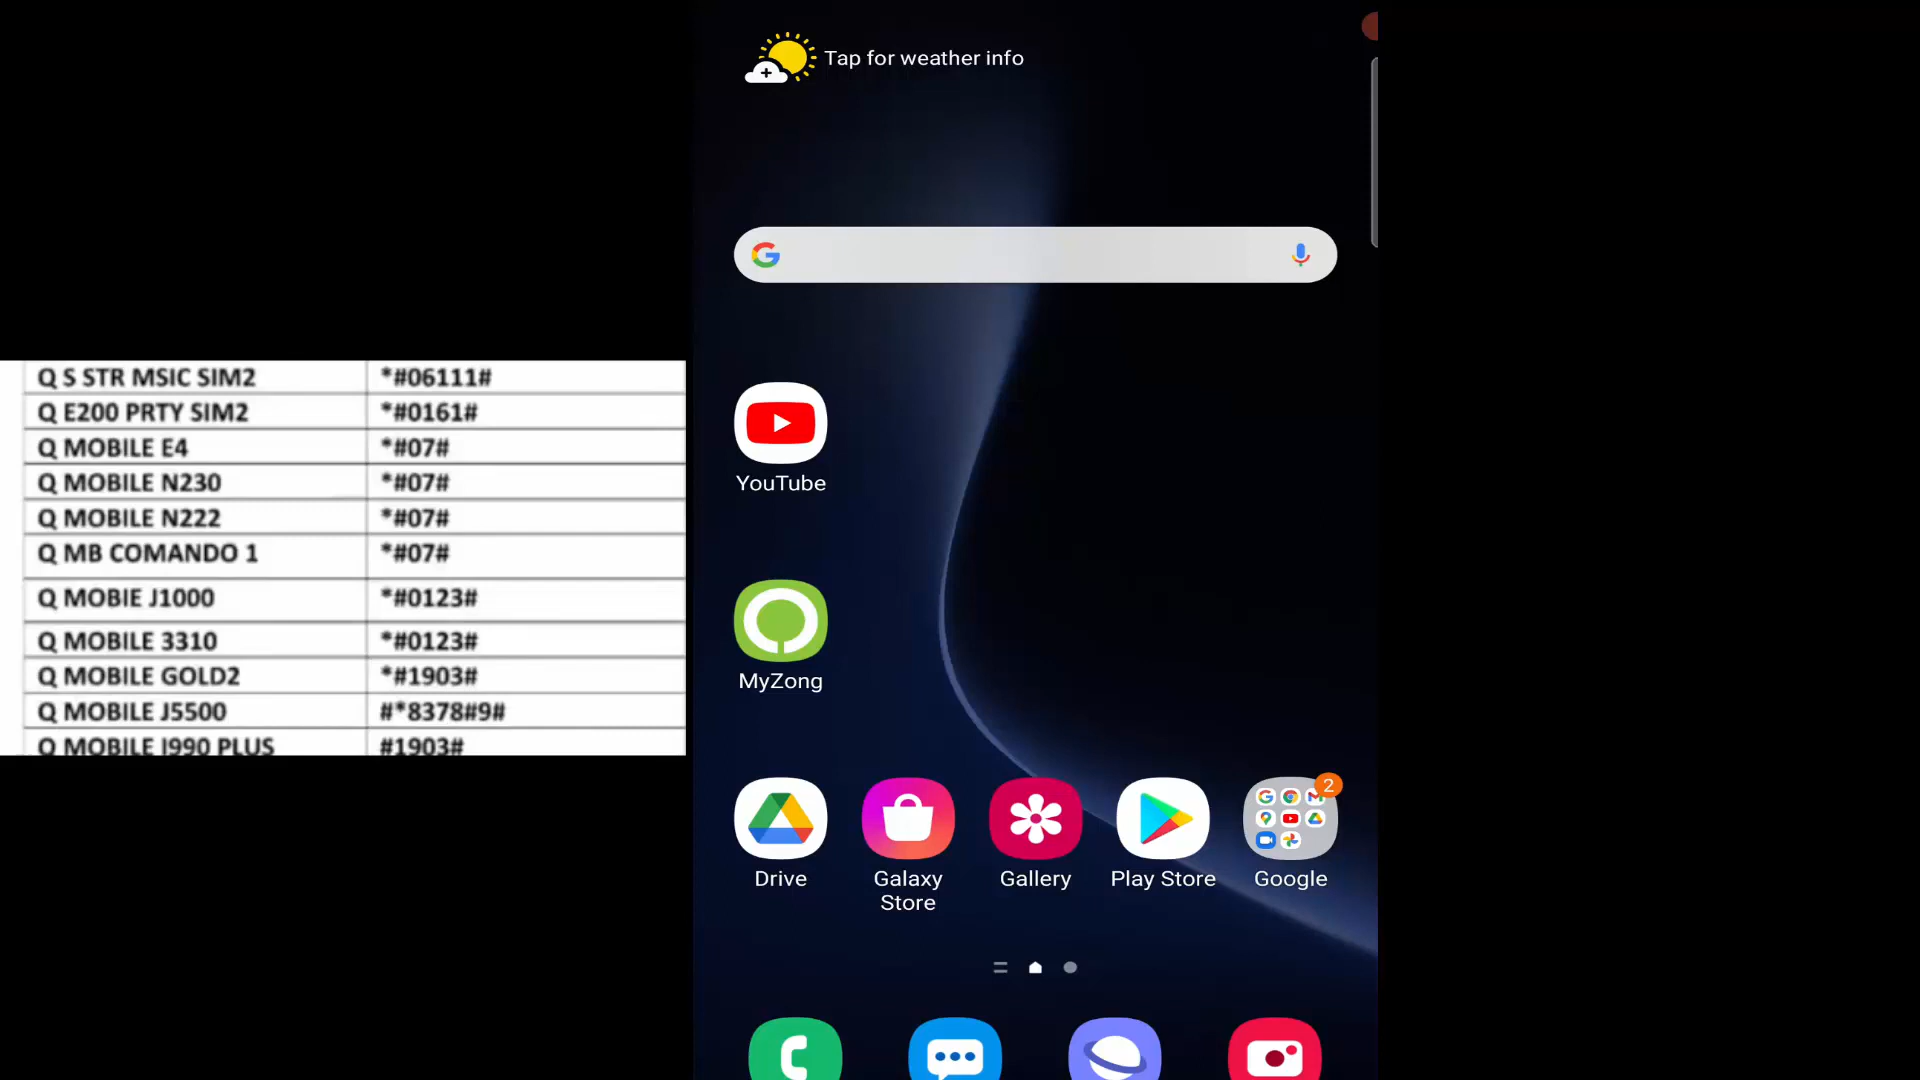 Q S STR MSIC SIM2 *#06111#
Q E200 PRTY SIM2 *#0161#
Q MOBILE E4 *#07#
Q MOBILE N230 *#07#
Q MOBILE N222 *#07#
Q MB COMANDO 1 *#07#
Q MOBIE J1000 *#0123#
Q MOBILE 3310 *#0123#
Q MOBILE GOLD2 *#1903#
Q MOBILE J5500 #*8378#9#
Q MOBILE I990 PLUS #1903#
Tap for weather info
YouTube
MyZong
2
Drive
Galaxy
Store
Gallery
Play Store
Google